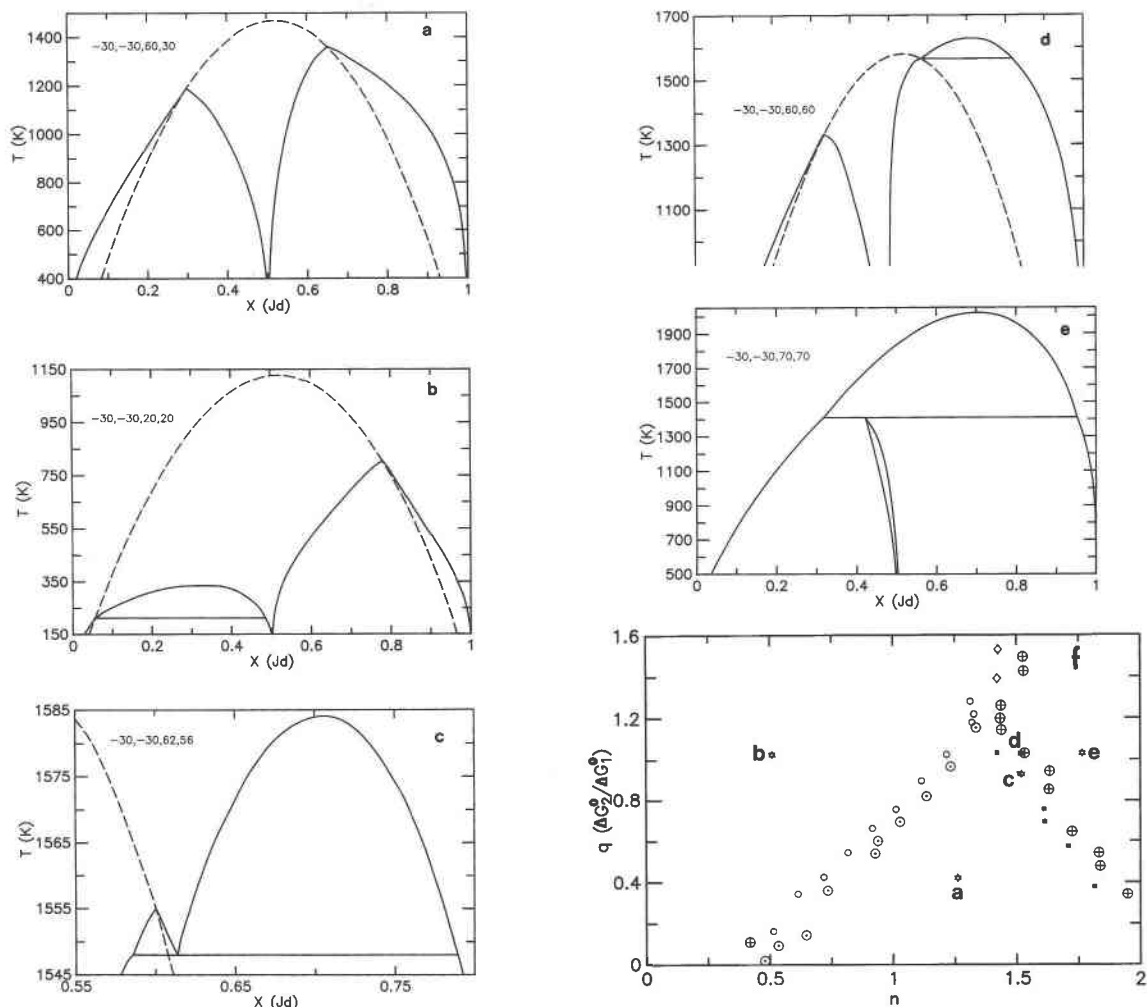 a
-30,-30,60,30
1400
1200
1000
800
600
400
T (K)
0 0.2 0.4 0.6 0.8 1
X (Jd)
b
-30,-30,20,20
1150
950
750
550
350
150
T (K)
0 0.2 0.4 0.6 0.8 1
X (Jd)
c
-30,-30,62,56
1585
1575
1565
1555
1545
T (K)
0.55 0.65 0.75
X (Jd)
d
-30,-30,60,60
1700
1500
1300
1100
T (K)
e
-30,-30,70,70
1900
1700
1500
1300
1100
900
700
500
T (K)
0 0.2 0.4 0.6 0.8 1
X (Jd)
1.6
1.2
0.8
0.4
0
q (ΔG₂°/ΔG₁°)
f
d
b
e
c
a
0 0.5 1 1.5 2
n